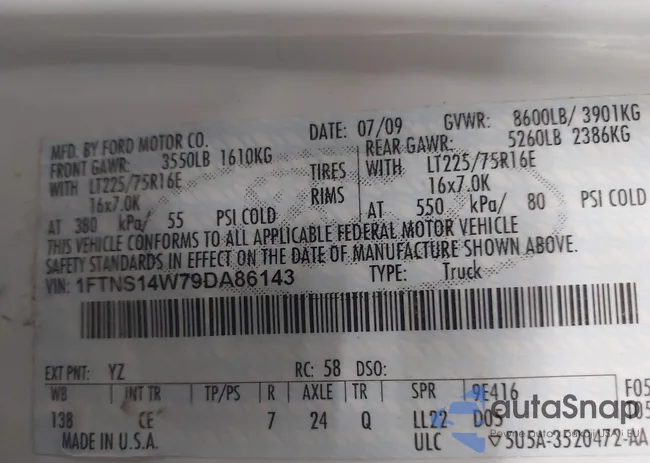 MFD. BY FORD MOTOR CO.
DATE: 07/09
GVWR: 8600LB/ 3901KG
FRONT GAWR: 3550LB 1610KG
REAR GAWR: 5260LB 2386KG
WITH LT225/75R16E
TIRES
WITH LT225/75R16E
16x7.0K
RIMS
16x7.0K
AT 380 kPa/ 55 PSI COLD
AT 550 kPa/ 80 PSI COLD
THIS VEHICLE CONFORMS TO ALL APPLICABLE FEDERAL MOTOR VEHICLE
SAFETY STANDARDS IN EFFECT ON THE DATE OF MANUFACTURE SHOWN ABOVE.
VIN: 1FTNS14W79DA86143
TYPE: Truck
EXT PNT: YZ
RC: 58 DSO:
WB INT TR TP/PS R AXLE TR SPR 9E416 F05
138 CE 7 24 Q LL22 D05
MADE IN U.S.A.
ULC
5U5A-3520472-AA
autaSnap